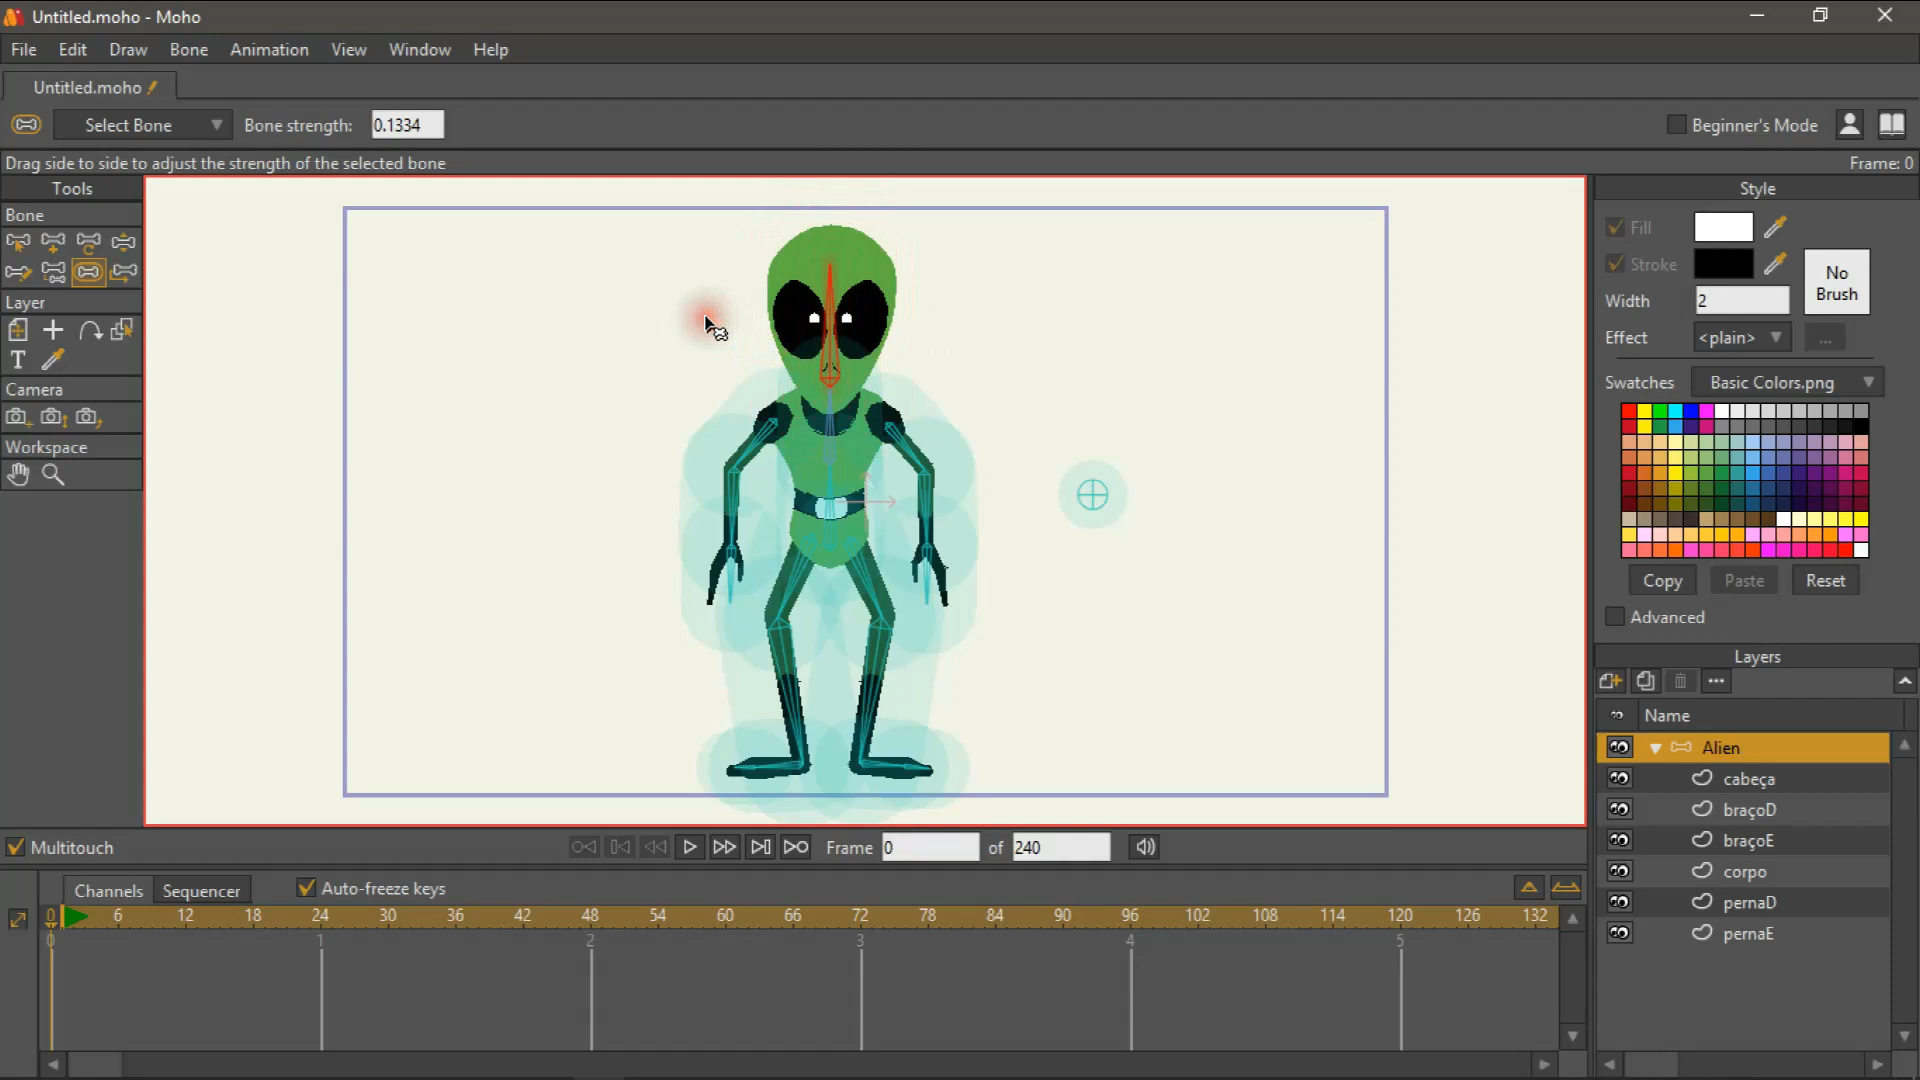 Untitled.moho - Moho
File Edit Draw Bone Animation View Window Help
Untitled.moho
Select Bone Bone strength: 0.1334 Beginner's Mode
Drag side to side to adjust the strength of the selected bone Frame: 0
Tools
Bone
Layer
T
Camera
Workspace
Style
Fill
Stroke
No Brush
Width 2
Effect <plain> ...
Swatches Basic Colors.png
Copy Paste Reset
Advanced
Layers
Name
Alien
cabeça
braçoD
braçoE
corpo
pernaD
pernaE
Multitouch Frame 0 of 240
Channels Sequencer Auto-freeze keys
0 6 12 18 24 30 36 42 48 54 60 66 72 78 84 90 96 102 108 114 120 126 132
0 1 2 3 4 5